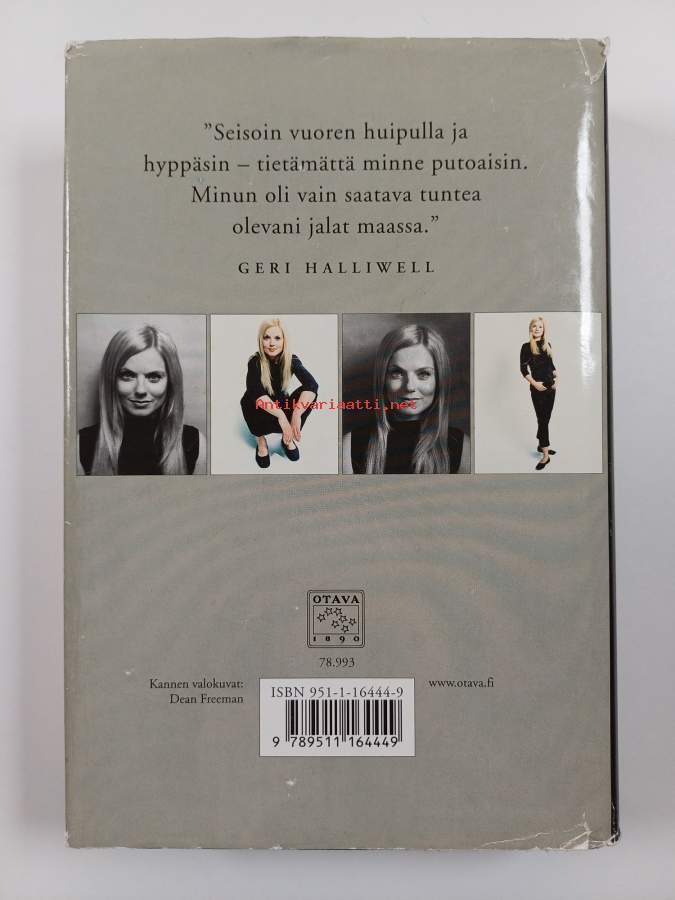 ”Seisoin vuoren huipulla ja
hyppäsin – tietämättä minne putoaisin.
Minun oli vain saatava tuntea
olevani jalat maassa.”
GERI HALLIWELL
Antikvariaatti.net
OTAVA
1890
78.993
Kannen valokuvat:
Dean Freeman
ISBN 951-1-16444-9
www.otava.fi
9 789511 164449